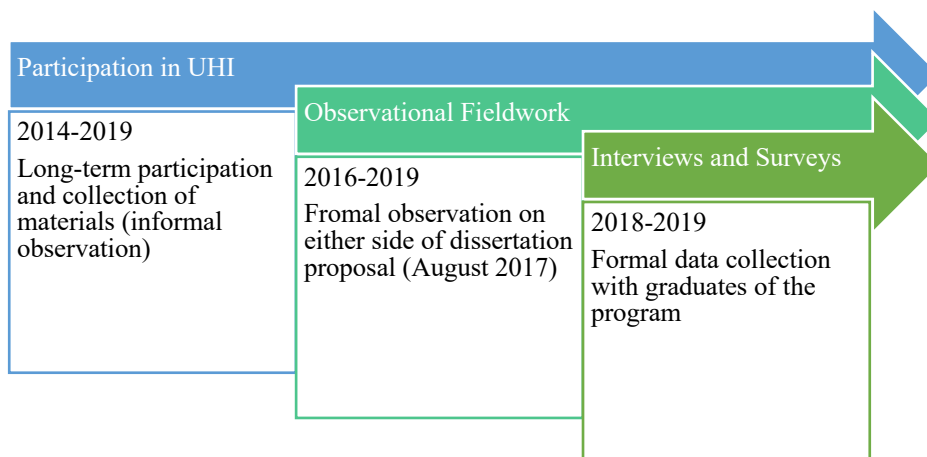 Participation in UHI
2014-2019
Long-term participation
and collection of
materials (informal
observation)
Observational Fieldwork
2016-2019
Fromal observation on
either side of dissertation
proposal (August 2017)
Interviews and Surveys
2018-2019
Formal data collection
with graduates of the
program